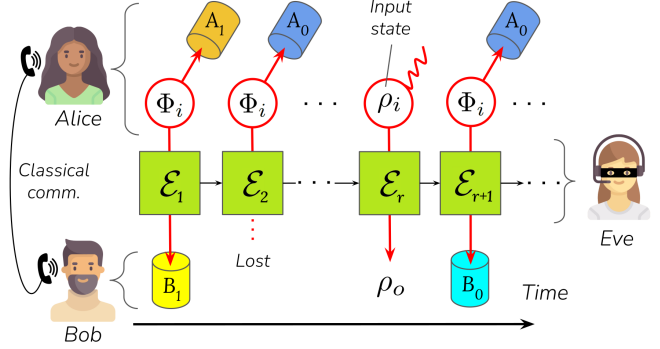 Input
state
A₁
A₀
A₀
Φᵢ
Φᵢ
· · ·
ρᵢ
Φᵢ
· · ·
Alice
Classical
comm.
ℰ₁
ℰ₂
· · ·
ℰᵣ
ℰᵣ₊₁
· · ·
Eve
Lost
B₁
ρₒ
B₀
Time
Bob